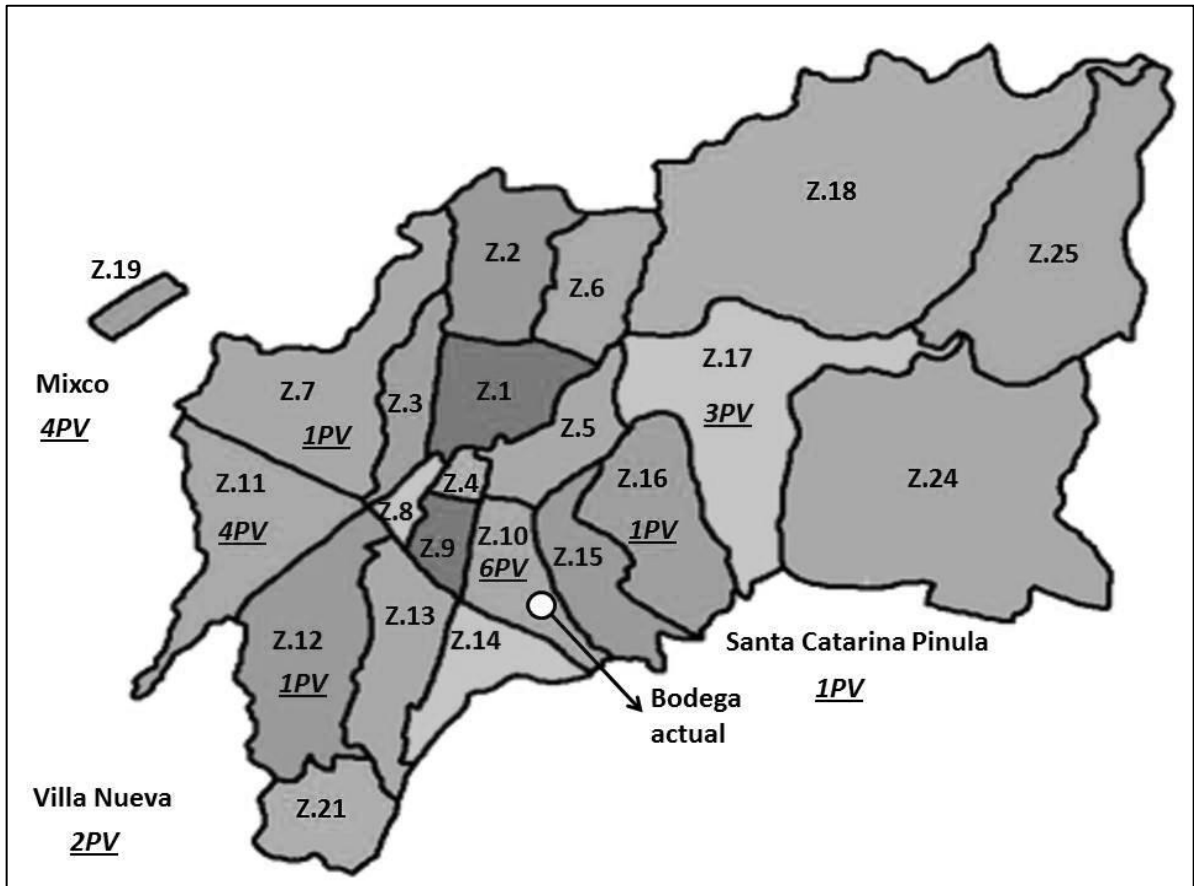 Z.18
Z.2
Z.25
Z.19
Z.6
Z.17
3PV
Mixco
4PV
Z.7
1PV
Z.3
Z.1
Z.5
Z.11
4PV
Z.4
Z.16
1PV
Z.24
Z.8
Z.9
Z.10
6PV
Z.15
Z.13
Z.12
1PV
Z.14
Santa Catarina Pinula
1PV
Bodega
actual
Villa Nueva
2PV
Z.21